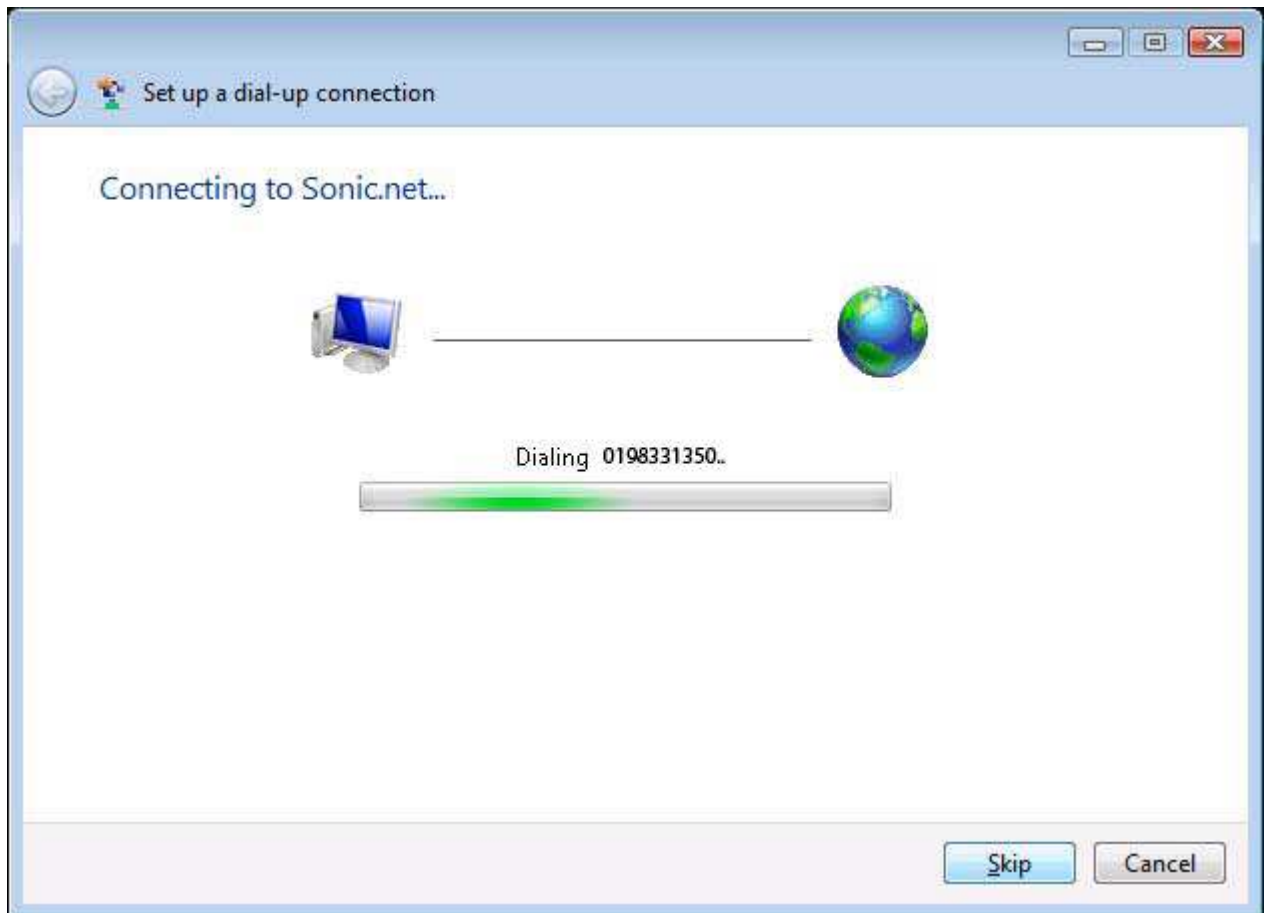 Set up a dial-up connection
Connecting to Sonic.net...
Dialing 0198331350..
Skip Cancel